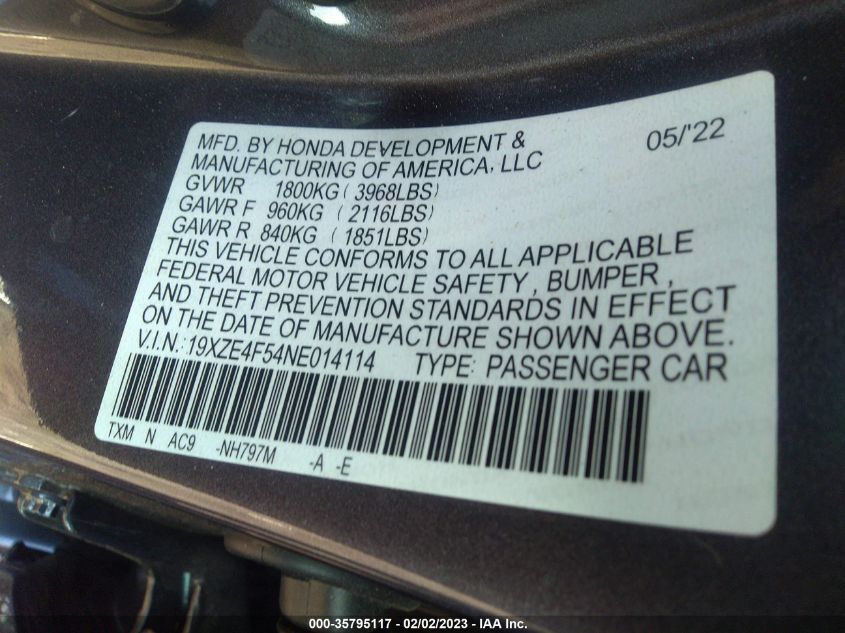 MFD. BY HONDA DEVELOPMENT & 05/'22
MANUFACTURING OF AMERICA, LLC
GVWR 1800KG ( 3968LBS)
GAWR F 960KG ( 2116LBS)
GAWR R 840KG ( 1851LBS)
THIS VEHICLE CONFORMS TO ALL APPLICABLE
FEDERAL MOTOR VEHICLE SAFETY, BUMPER,
AND THEFT PREVENTION STANDARDS IN EFFECT
ON THE DATE OF MANUFACTURE SHOWN ABOVE.
V.I.N.: 19XZE4F54NE014114 TYPE: PASSENGER CAR
TXM N AC9 -NH797M -A -E
000-35795117 - 02/02/2023 - IAA Inc.